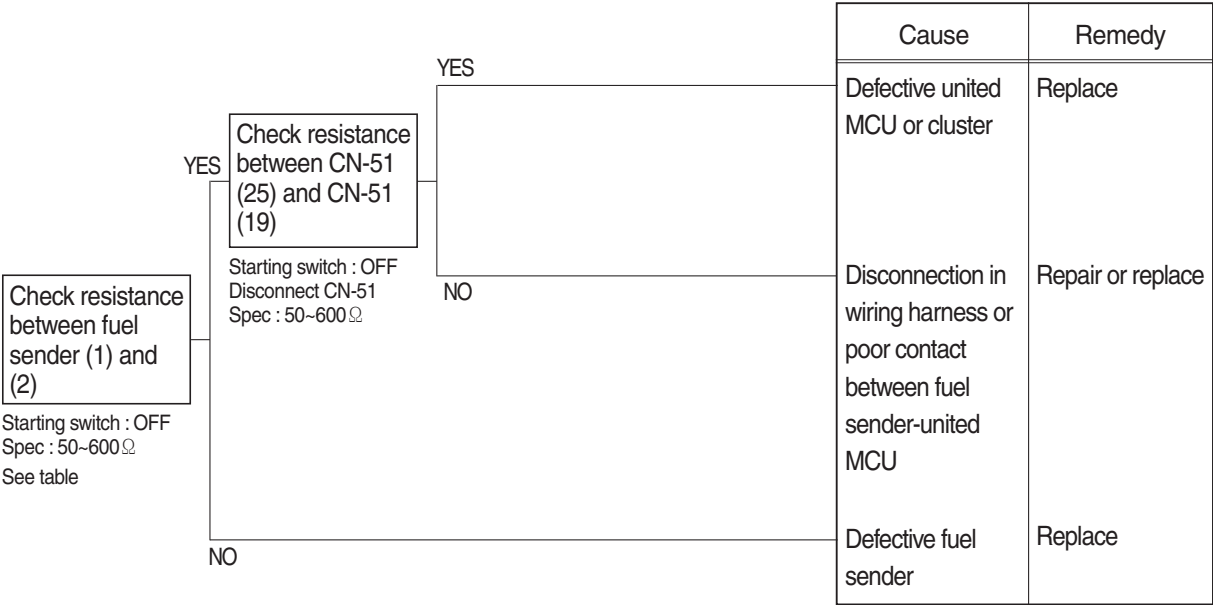 Cause
Remedy
YES
Defective united
MCU or cluster
Replace
YES
Check resistance
between CN-51
(25) and CN-51
(19)
Starting switch : OFF
Disconnect CN-51
Spec : 50~600Ω
NO
Disconnection in
wiring harness or
poor contact
between fuel
sender-united
MCU
Repair or replace
Check resistance
between fuel
sender (1) and
(2)
Starting switch : OFF
Spec : 50~600Ω
See table
NO
Defective fuel
sender
Replace